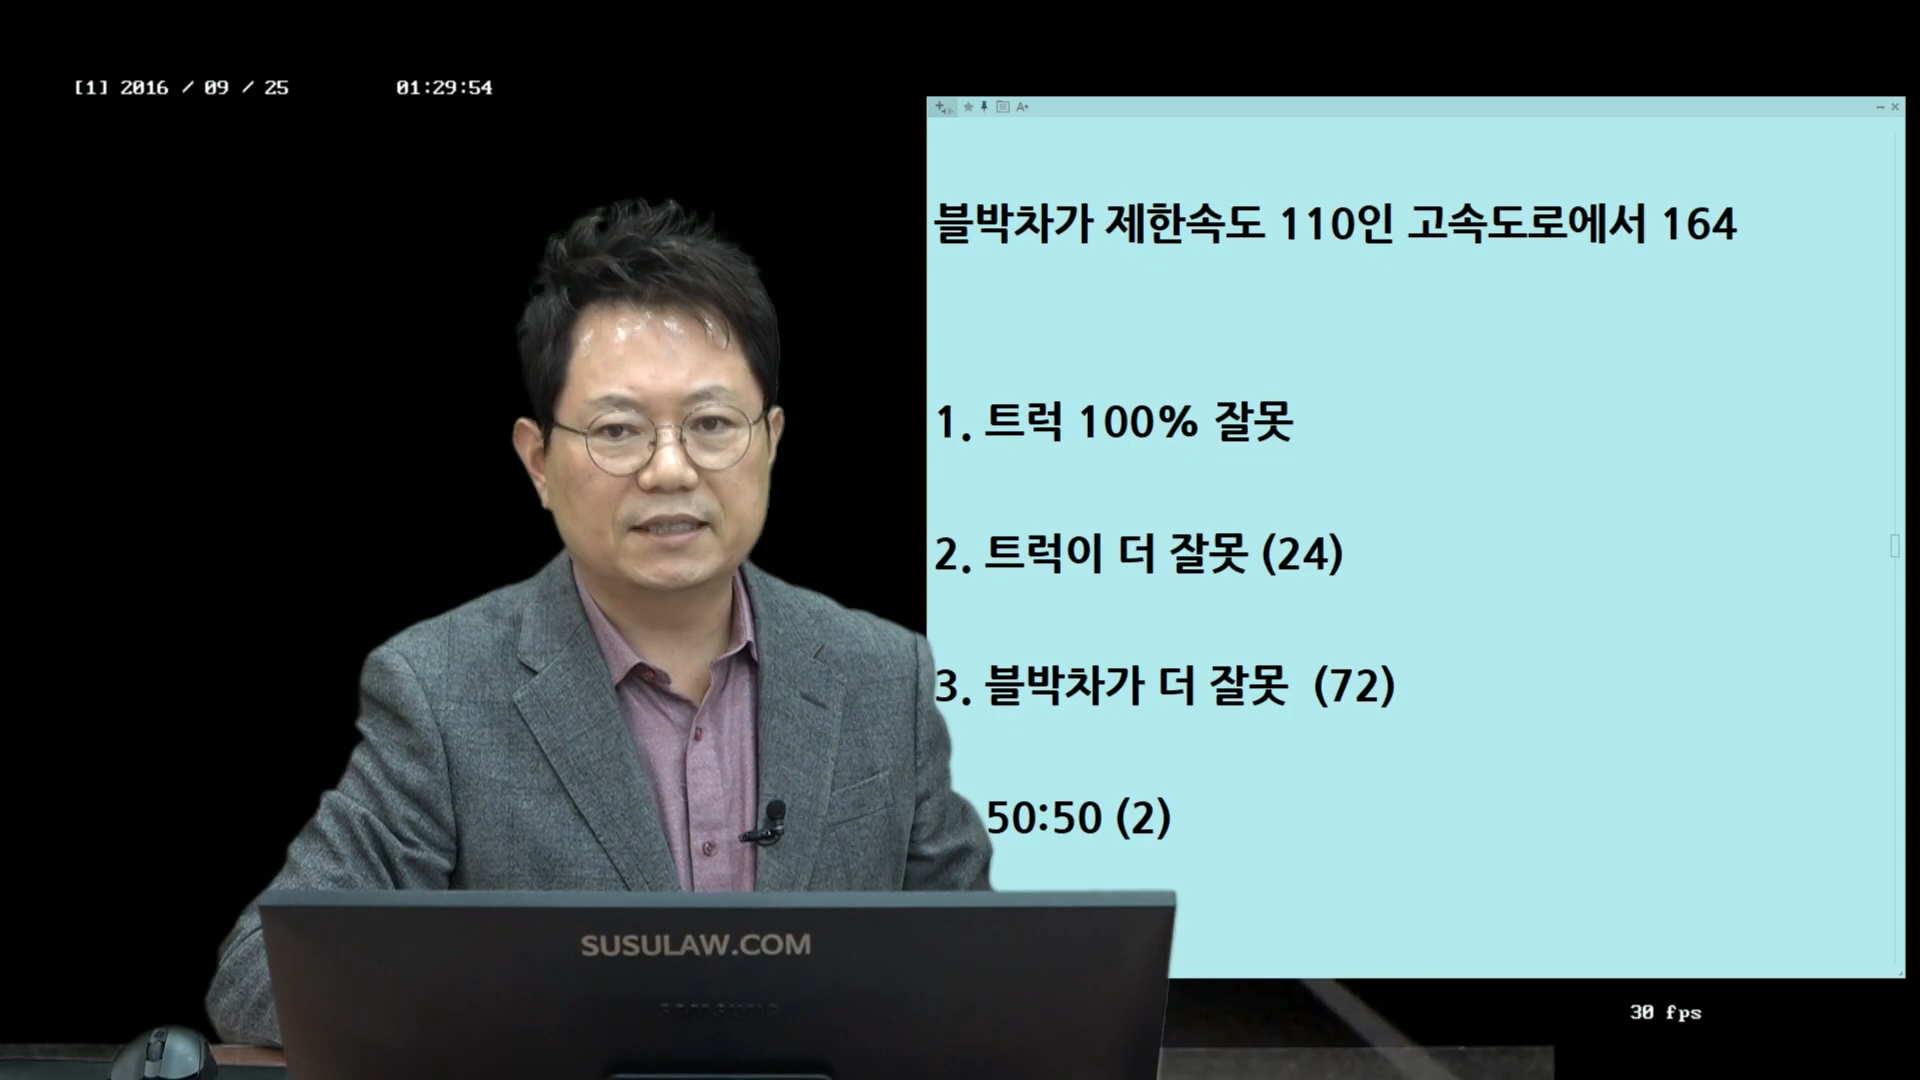 [1] 2016 / 09 / 25 01:29:54
블박차가 제한속도 110인 고속도로에서 164
1. 트럭 100% 잘못
2. 트럭이 더 잘못 (24)
3. 블박차가 더 잘못 (72)
50:50 (2)
SUSULAW.COM
SAMSUNG
30 fps